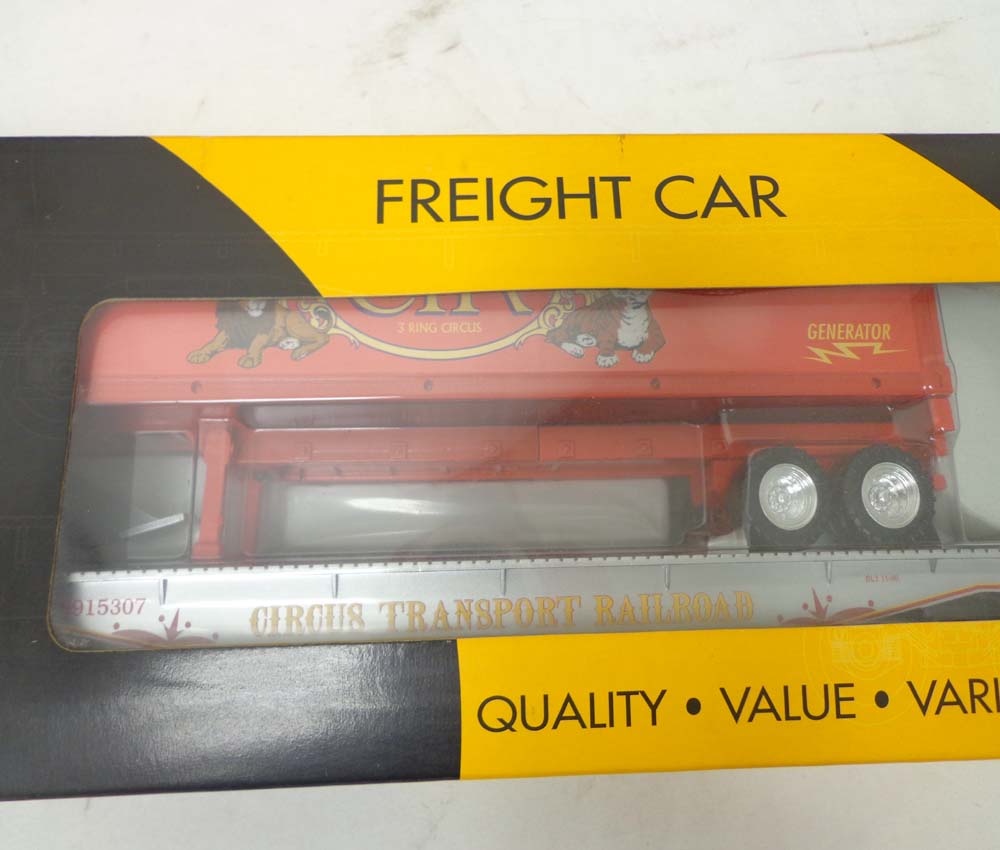 FREIGHT CAR
3 RING CIRCUS
GENERATOR
915307
CIRCUS TRANSPORT RAILROAD
QUALITY • VALUE • VARI